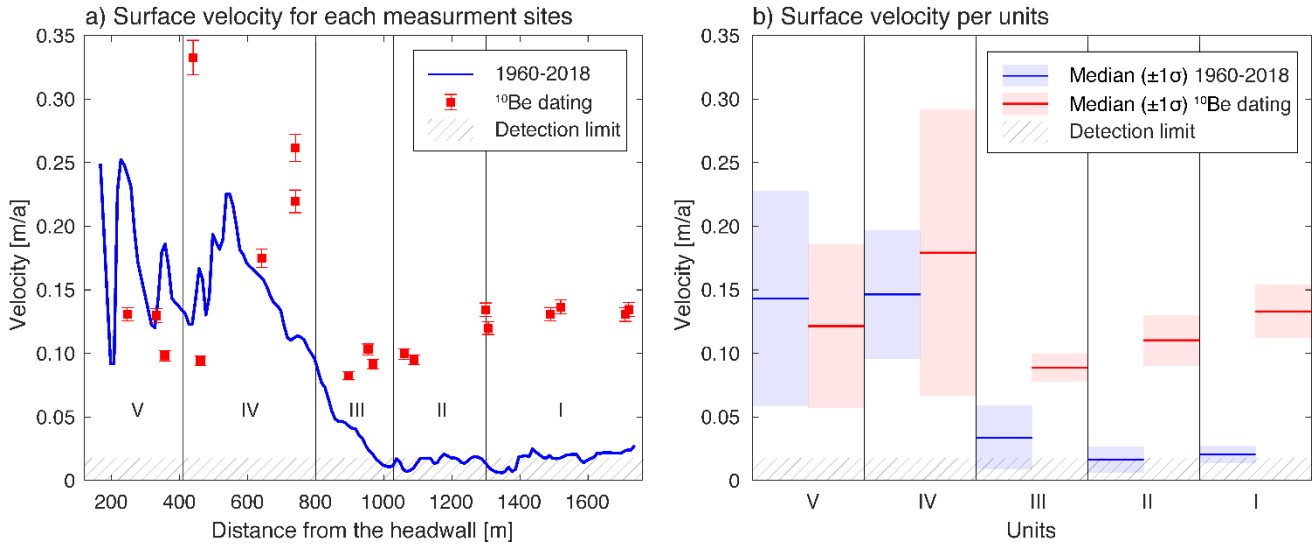 a) Surface velocity for each measurment sites
0.35
0.30
0.25
0.20
0.15
0.10
0.05
0
Velocity [m/a]
1960-2018
¹⁰Be dating
Detection limit
V
IV
III
II
I
200
400
600
800
1000
1200
1400
1600
Distance from the headwall [m]
b) Surface velocity per units
0.35
0.30
0.25
0.20
0.15
0.10
0.05
0
Velocity [m/a]
Median (±1σ) 1960-2018
Median (±1σ) ¹⁰Be dating
Detection limit
V
IV
III
II
I
Units